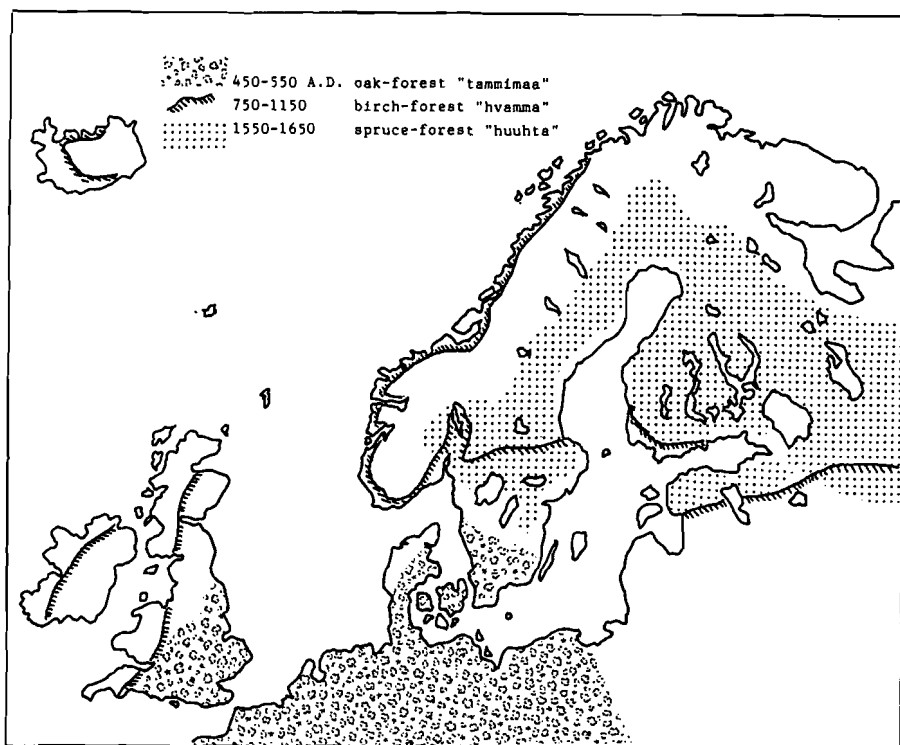 450-550 A.D. oak-forest "tammimaa"
750-1150 birch-forest "hvamma"
1550-1650 spruce-forest "huuhta"